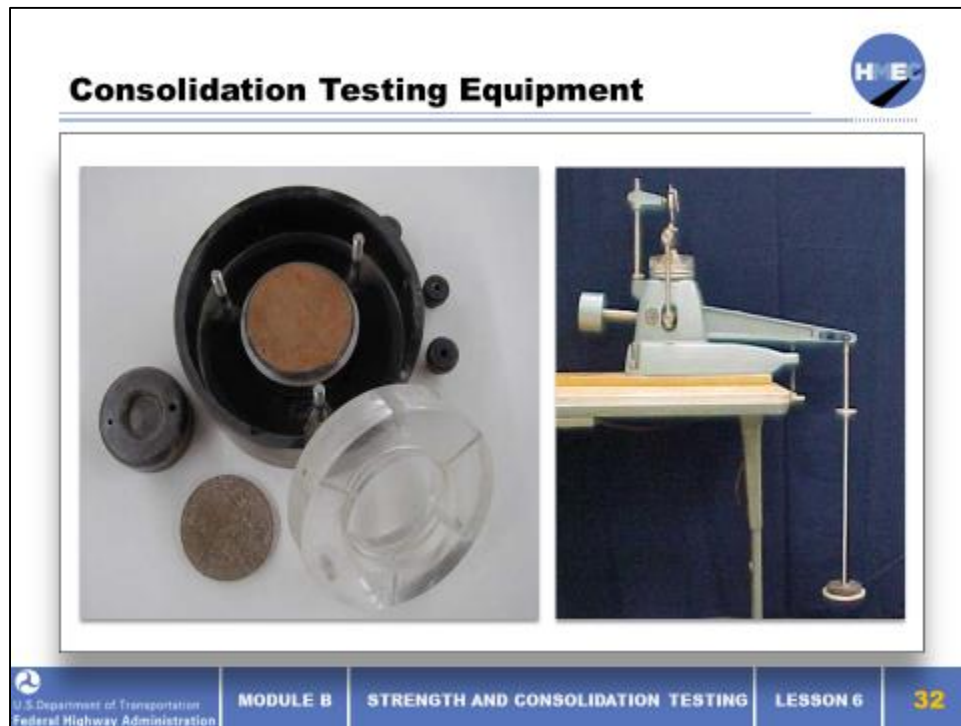 Consolidation Testing Equipment
HMEC
U.S.Department of Transportation
Federal Highway Administration
MODULE B
STRENGTH AND CONSOLIDATION TESTING
LESSON 6
32